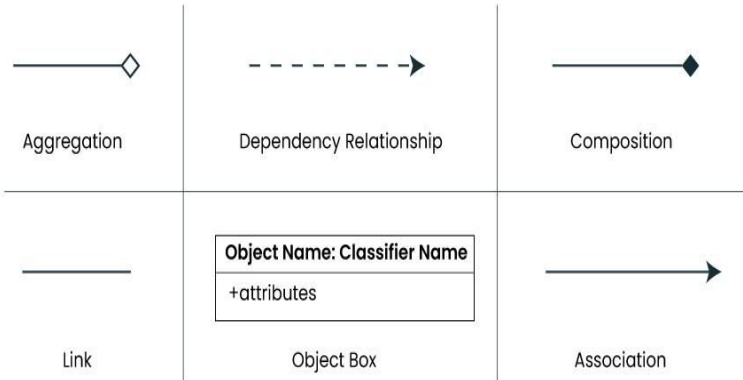 Aggregation
Dependency Relationship
Composition
Object Name: Classifier Name
+attributes
Link
Object Box
Association